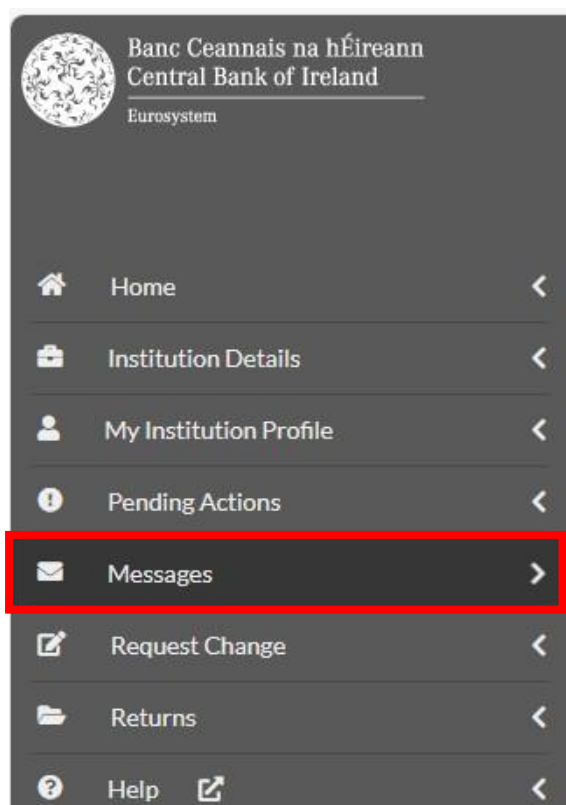 Banc Ceannais na hÉireann
Central Bank of Ireland
Eurosystem
Home
Institution Details
My Institution Profile
Pending Actions
Messages
Request Change
Returns
Help